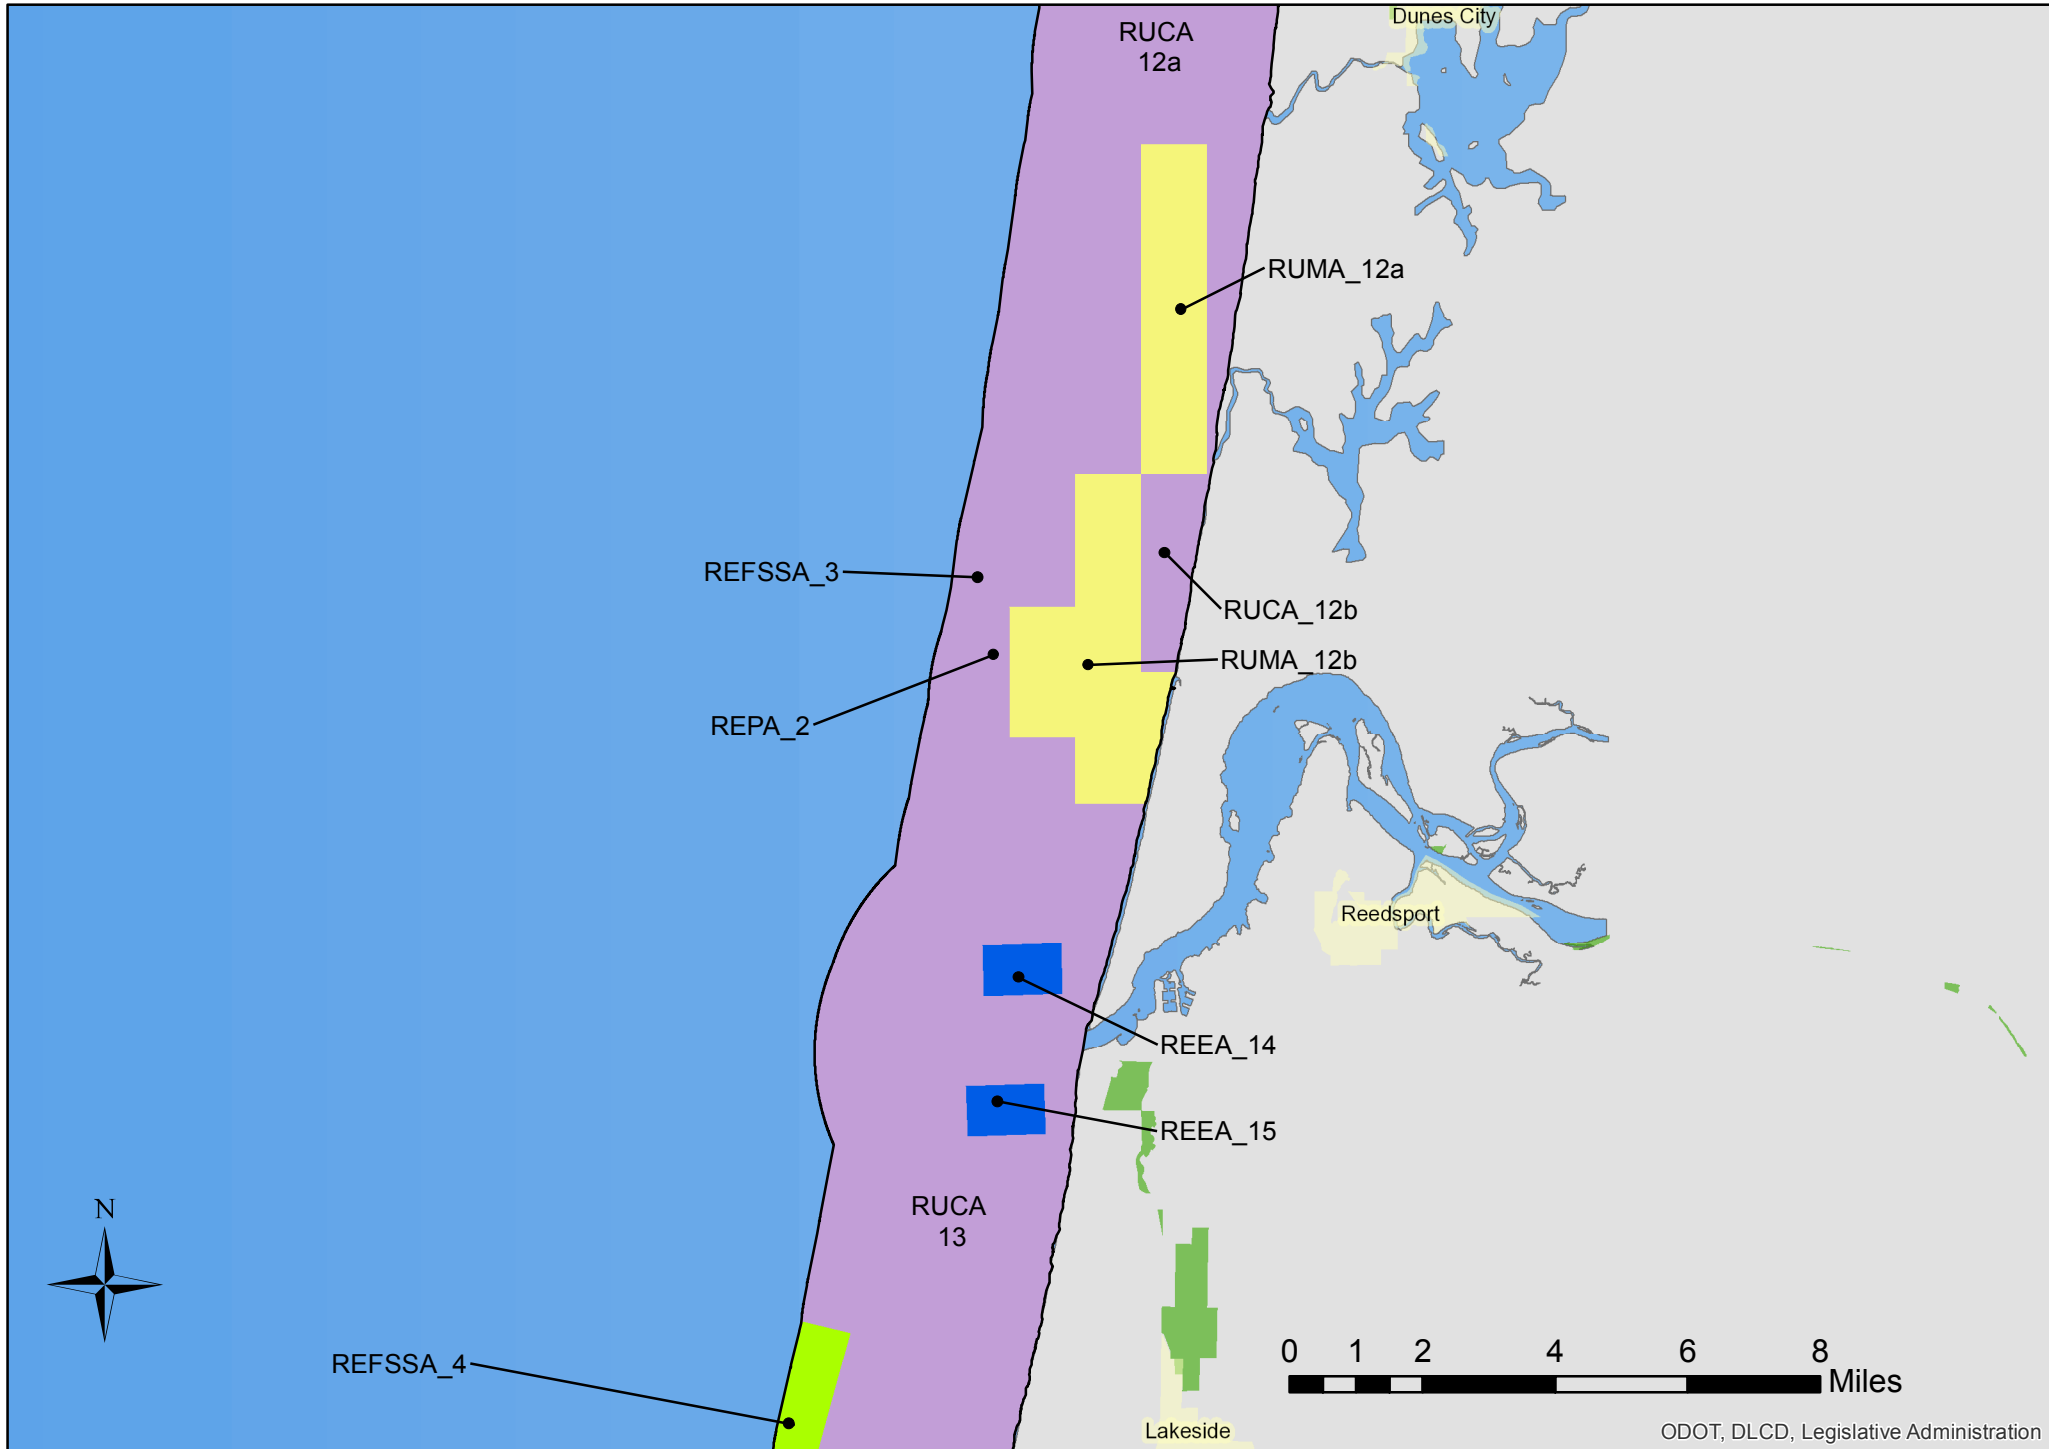 Dunes City
RUCA
12a
RUMA_12a
REFSSA_3
RUCA_12b
RUMA_12b
REPA_2
Reedsport
REEA_14
REEA_15
RUCA
13
N
REFSSA_4
0 1 2 4 6 8
Miles
Lakeside
ODOT, DLCD, Legislative Administration